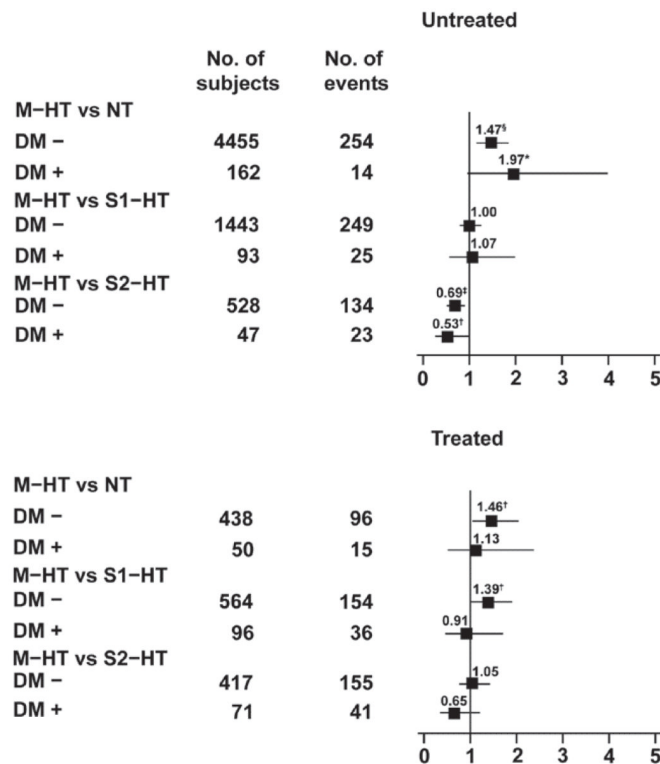 Untreated
No. of subjects No. of events
M−HT vs NT
DM − 4455 254 1.47§
DM + 162 14 1.97*
M−HT vs S1−HT
DM − 1443 249 1.00
DM + 93 25 1.07
M−HT vs S2−HT
DM − 528 134 0.69‡
DM + 47 23 0.53†
0 1 2 3 4 5
Treated
M−HT vs NT
DM − 438 96 1.46†
DM + 50 15 1.13
M−HT vs S1−HT
DM − 564 154 1.39†
DM + 96 36 0.91
M−HT vs S2−HT
DM − 417 155 1.05
DM + 71 41 0.65
0 1 2 3 4 5